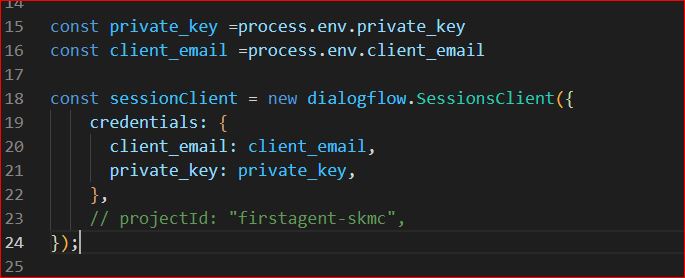 14
15 const private_key =process.env.private_key
16 const client_email =process.env.client_email
17
18 const sessionClient = new dialogflow.SessionsClient({
19     credentials: {
20       client_email: client_email,
21       private_key: private_key,
22     },
23     // projectId: "firstagent-skmc",
24 });
25